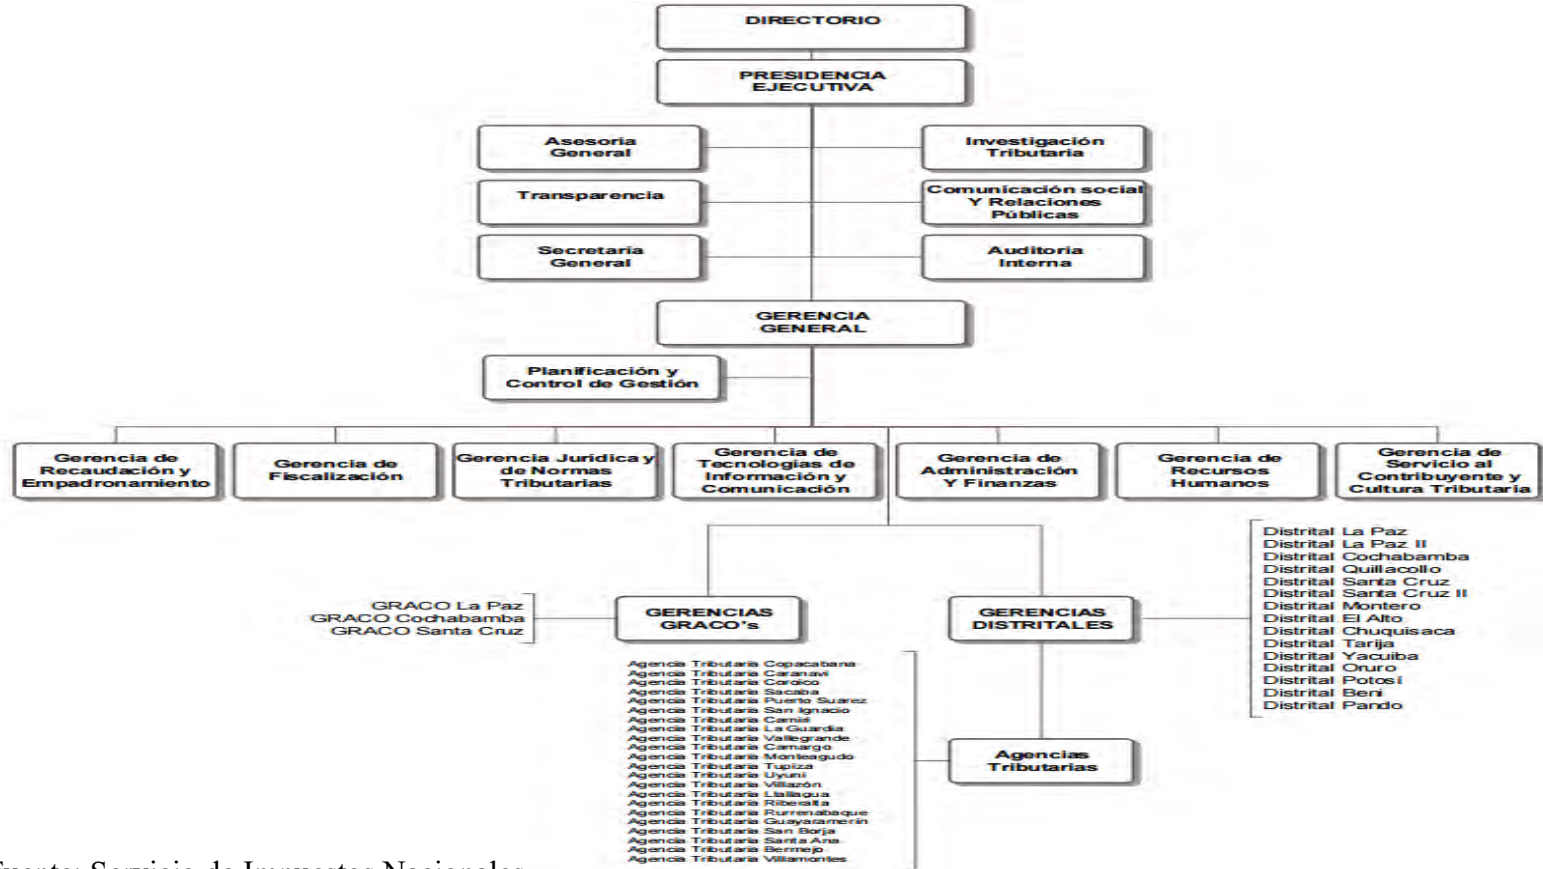 DIRECTORIO
PRESIDENCIA
EJECUTIVA
Asesoria
General
Investigación
Tributaria
Transparencia
Comunicación social
Y Relaciones
Públicas
Secretaria
General
Auditoria
Interna
GERENCIA
GENERAL
Planificación y
Control de Gestión
Gerencia de
Recaudación y
Empadronamiento
Gerencia de
Fiscalización
Gerencia Jurídica y
de Normas
Tributarias
Gerencia de
Tecnologías de
Información y
Comunicación
Gerencia de
Administración
Y Finanzas
Gerencia de
Recursos
Humanos
Gerencia de
Servicio al
Contribuyente y
Cultura Tributaria
GRACO La Paz
GRACO Cochabamba
GRACO Santa Cruz
GERENCIAS
GRACO's
GERENCIAS
DISTRITALES
Distrital La Paz
Distrital La Paz II
Distrital Cochabamba
Distrital Quillacollo
Distrital Santa Cruz
Distrital Santa Cruz II
Distrital Montero
Distrital El Alto
Distrital Chuquisaca
Distrital Tarija
Distrital Yacuiba
Distrital Oruro
Distrital Potosí
Distrital Beni
Distrital Pando
Agencia Tributaria Copacabana
Agencia Tributaria Caranavi
Agencia Tributaria Coroico
Agencia Tributaria Sacaba
Agencia Tributaria Puerto Suárez
Agencia Tributaria San Ignacio
Agencia Tributaria Camiri
Agencia Tributaria La Guardia
Agencia Tributaria Vallegrande
Agencia Tributaria Camargo
Agencia Tributaria Monteagudo
Agencia Tributaria Tupiza
Agencia Tributaria Uyuni
Agencia Tributaria Villazón
Agencia Tributaria Llallagua
Agencia Tributaria Riberalta
Agencia Tributaria Rurrenabaque
Agencia Tributaria Guayaramerín
Agencia Tributaria San Borja
Agencia Tributaria Santa Ana
Agencia Tributaria Bermejo
Agencia Tributaria Villamontes
Agencias
Tributarias
Fuente: Servicio de Impuestos Nacionales